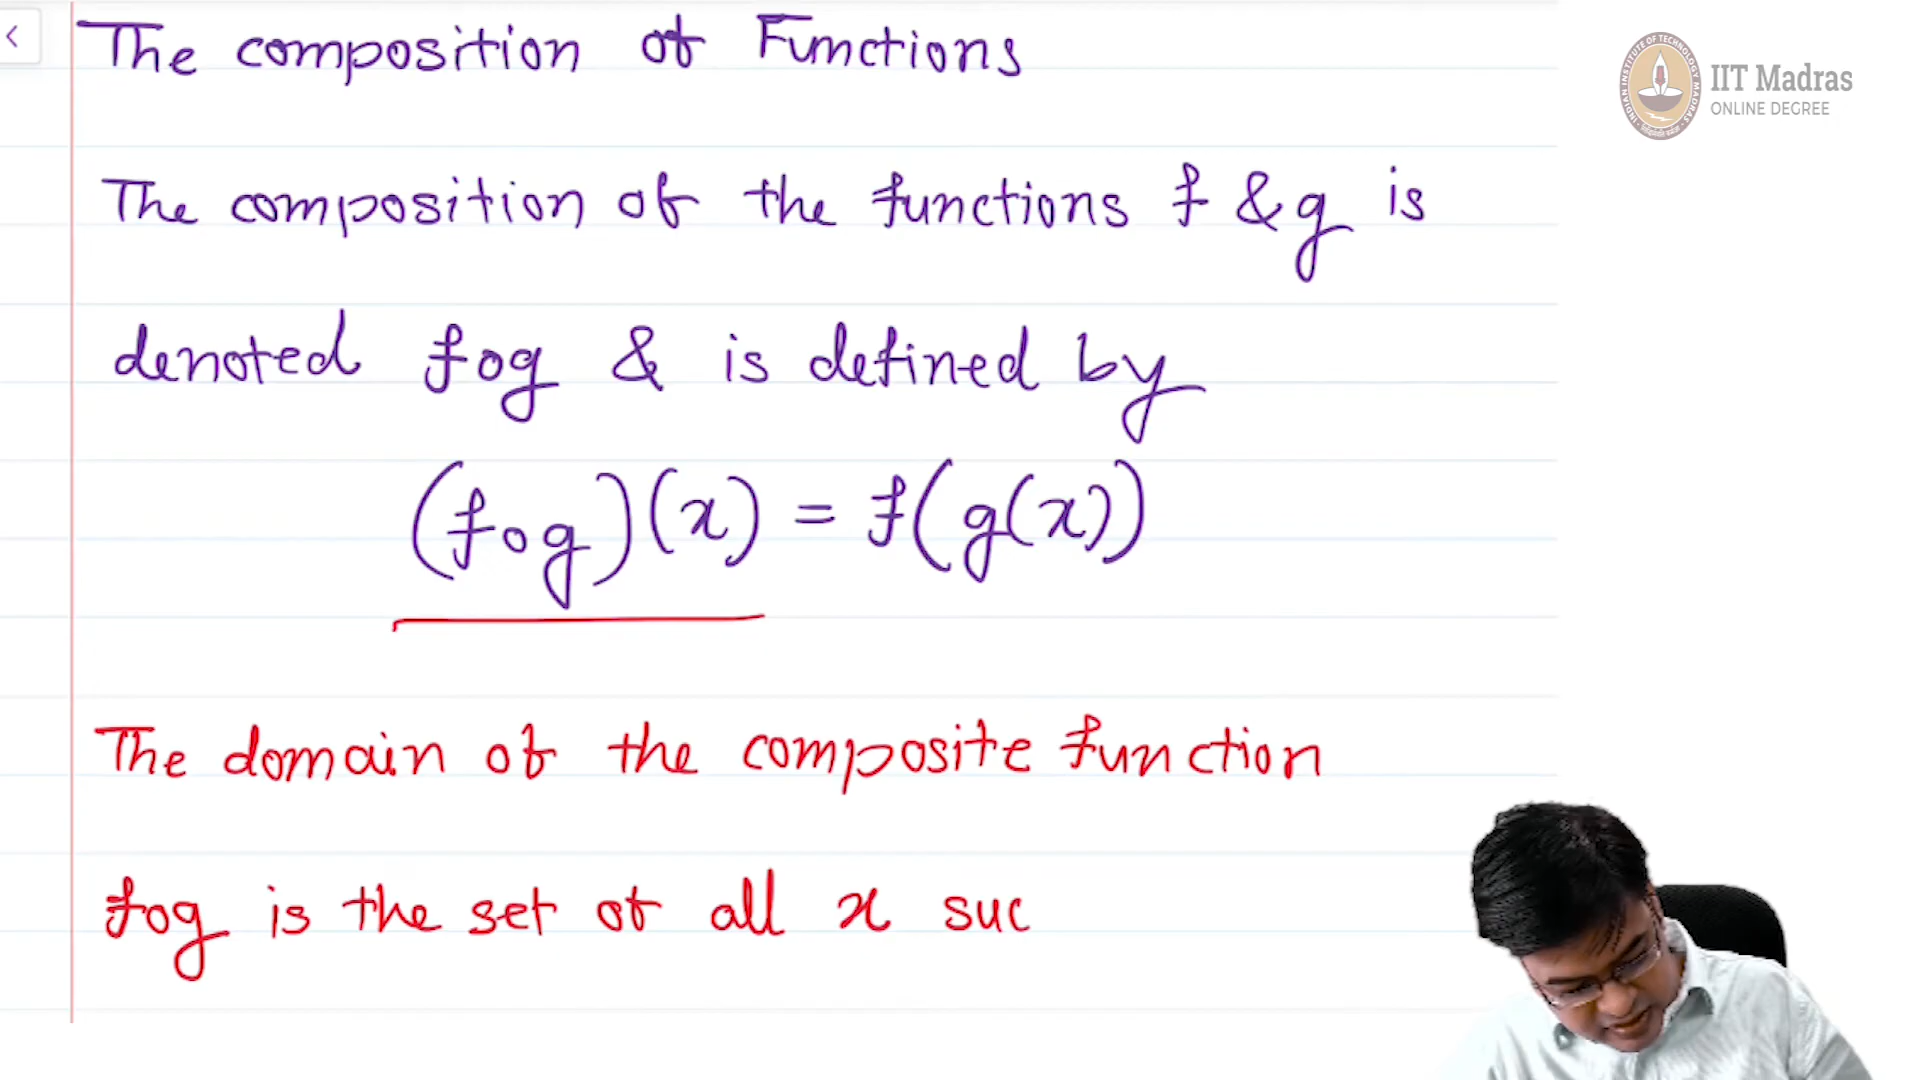 The composition of Functions
IIT Madras
ONLINE DEGREE
The composition of the functions f & g is
denoted fog & is defined by
(fog)(x) = f(g(x))
The domain of the composite function
fog is the set of all x suc